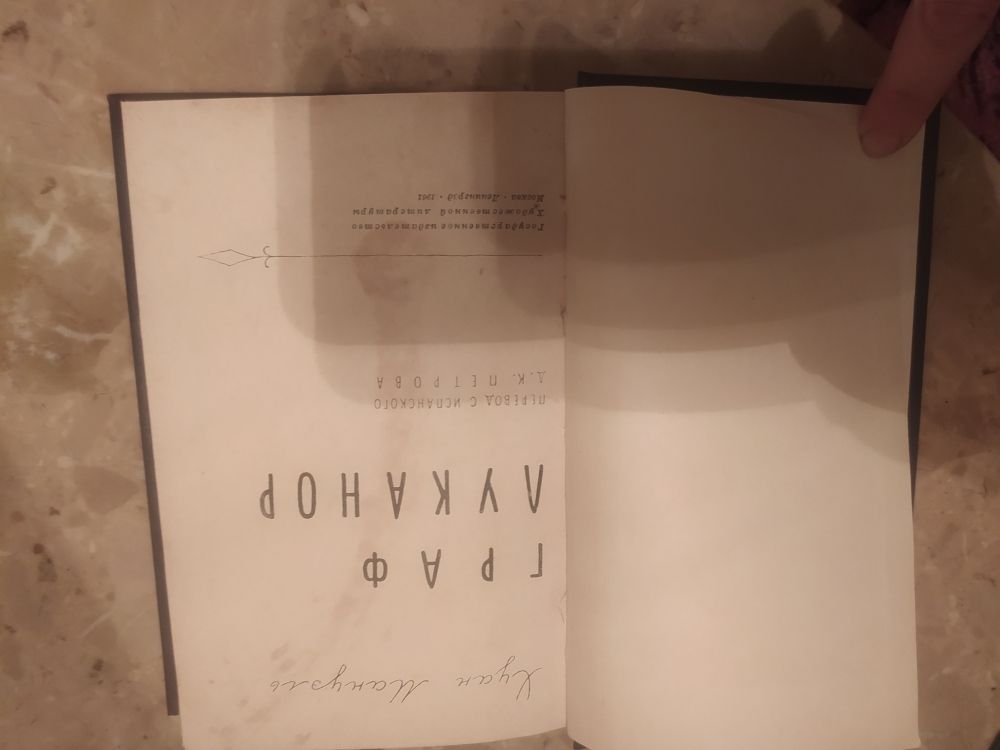 Хуан Мануэль
ГРАФ
ЛУКАНОР
ПЕРЕВОД С ИСПАНСКОГО
Д. К. ПЕТРОВА
Государственное издательство
Художественной литературы
Москва · Ленинград · 1961